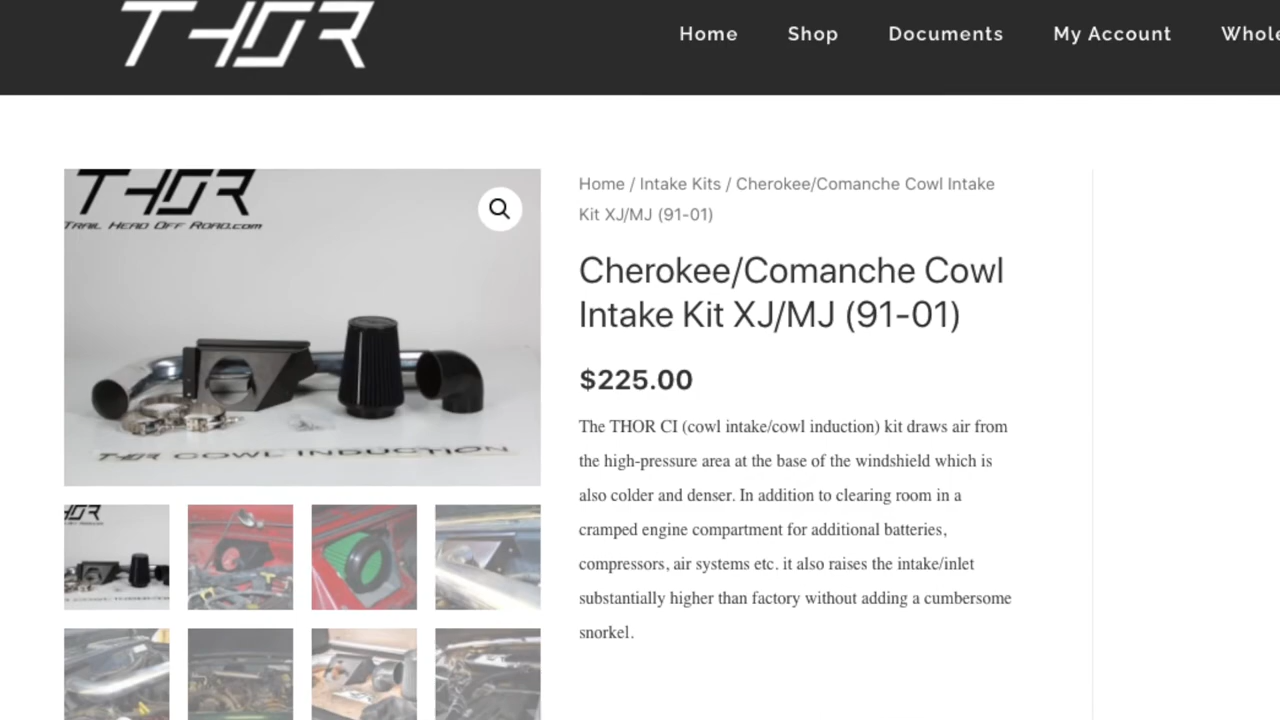 THOR
Home Shop Documents My Account
THOR
TRAIL HEAD OFF ROAD.COM
THOR COWL INDUCTION
Home / Intake Kits / Cherokee/Comanche Cowl Intake
Kit XJ/MJ (91-01)
Cherokee/Comanche Cowl
Intake Kit XJ/MJ (91-01)
$225.00
The THOR CI (cowl intake/cowl induction) kit draws air from
the high-pressure area at the base of the windshield which is
also colder and denser. In addition to clearing room in a
cramped engine compartment for additional batteries,
compressors, air systems etc. it also raises the intake/inlet
substantially higher than factory without adding a cumbersome
snorkel.